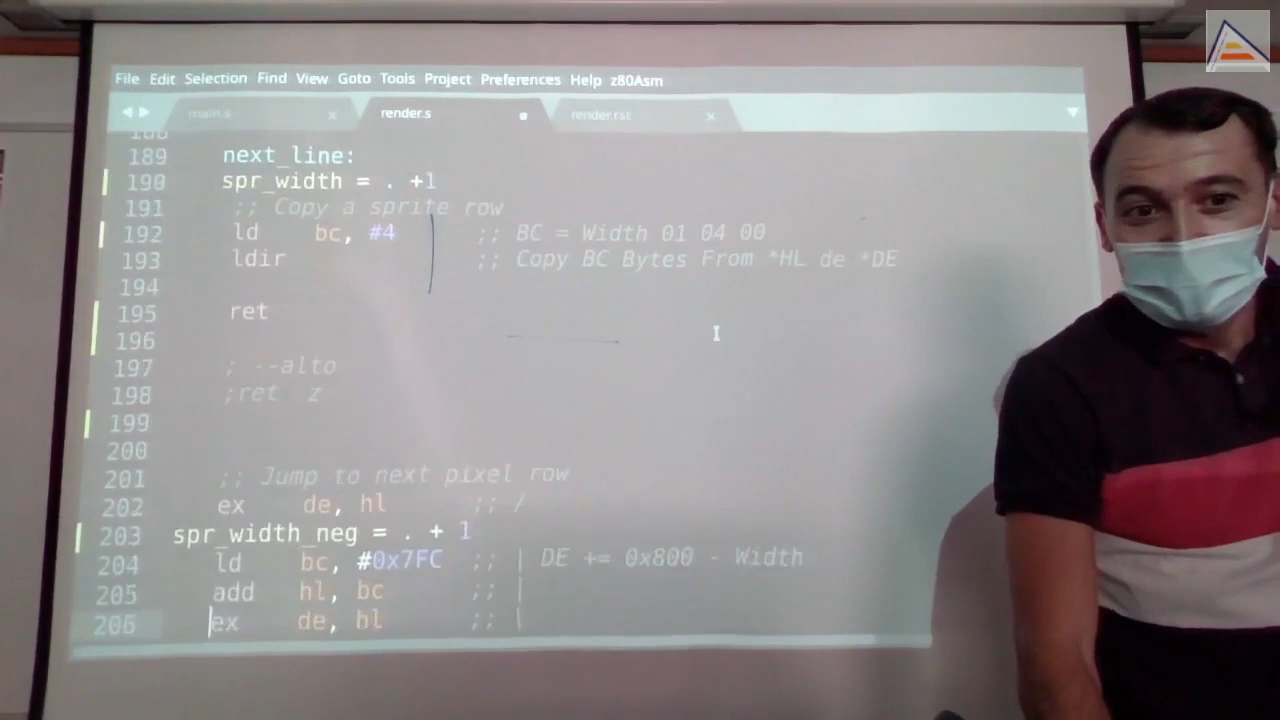 File Edit Selection Find View Goto Tools Project Preferences Help z80Asm
main.s × render.s render.rst ×
188
189 next_line:
190 spr_width = . +1
191 ;; Copy a sprite row
192 ld bc, #4 ;; BC = Width 01 04 00
193 ldir ;; Copy BC Bytes From *HL de *DE
194
195 ret
196
197 ; --alto
198 ;ret z
199
200
201 ;; Jump to next pixel row
202 ex de, hl ;; /
203 spr_width_neg = . + 1
204 ld bc, #0x7FC ;; | DE += 0x800 - Width
205 add hl, bc ;; |
206 ex de, hl ;; \